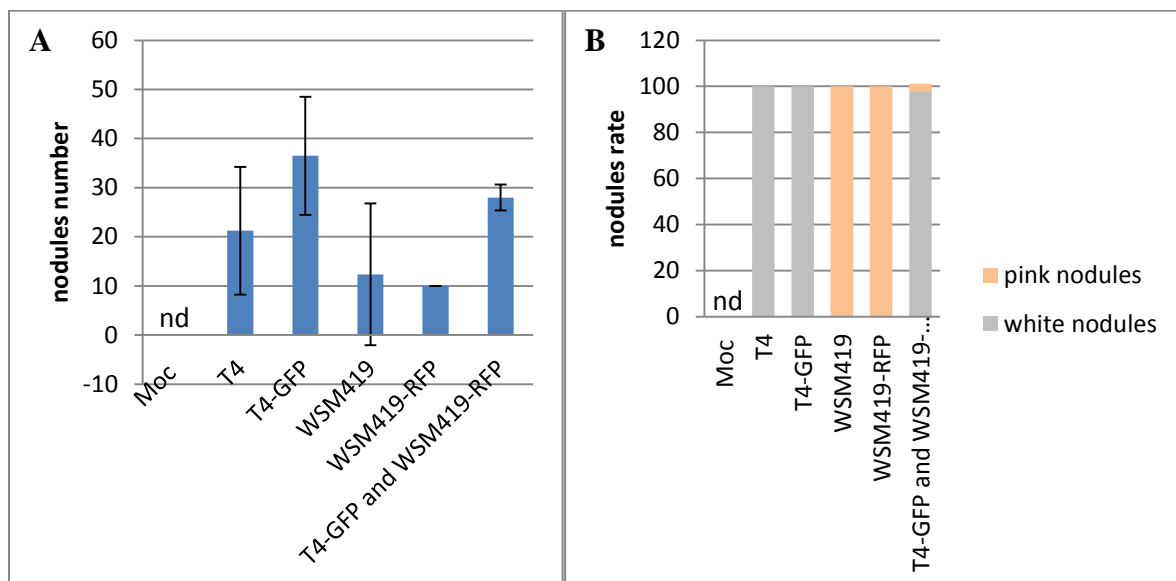 A
60
50
40
30
20
10
0
-10
nodules number
nd
Moc
T4
T4-GFP
WSM419
WSM419-RFP
T4-GFP and WSM419-RFP
B
120
100
80
60
40
20
0
nodules rate
nd
Moc
T4
T4-GFP
WSM419
WSM419-RFP
T4-GFP and WSM419-...
pink nodules
white nodules